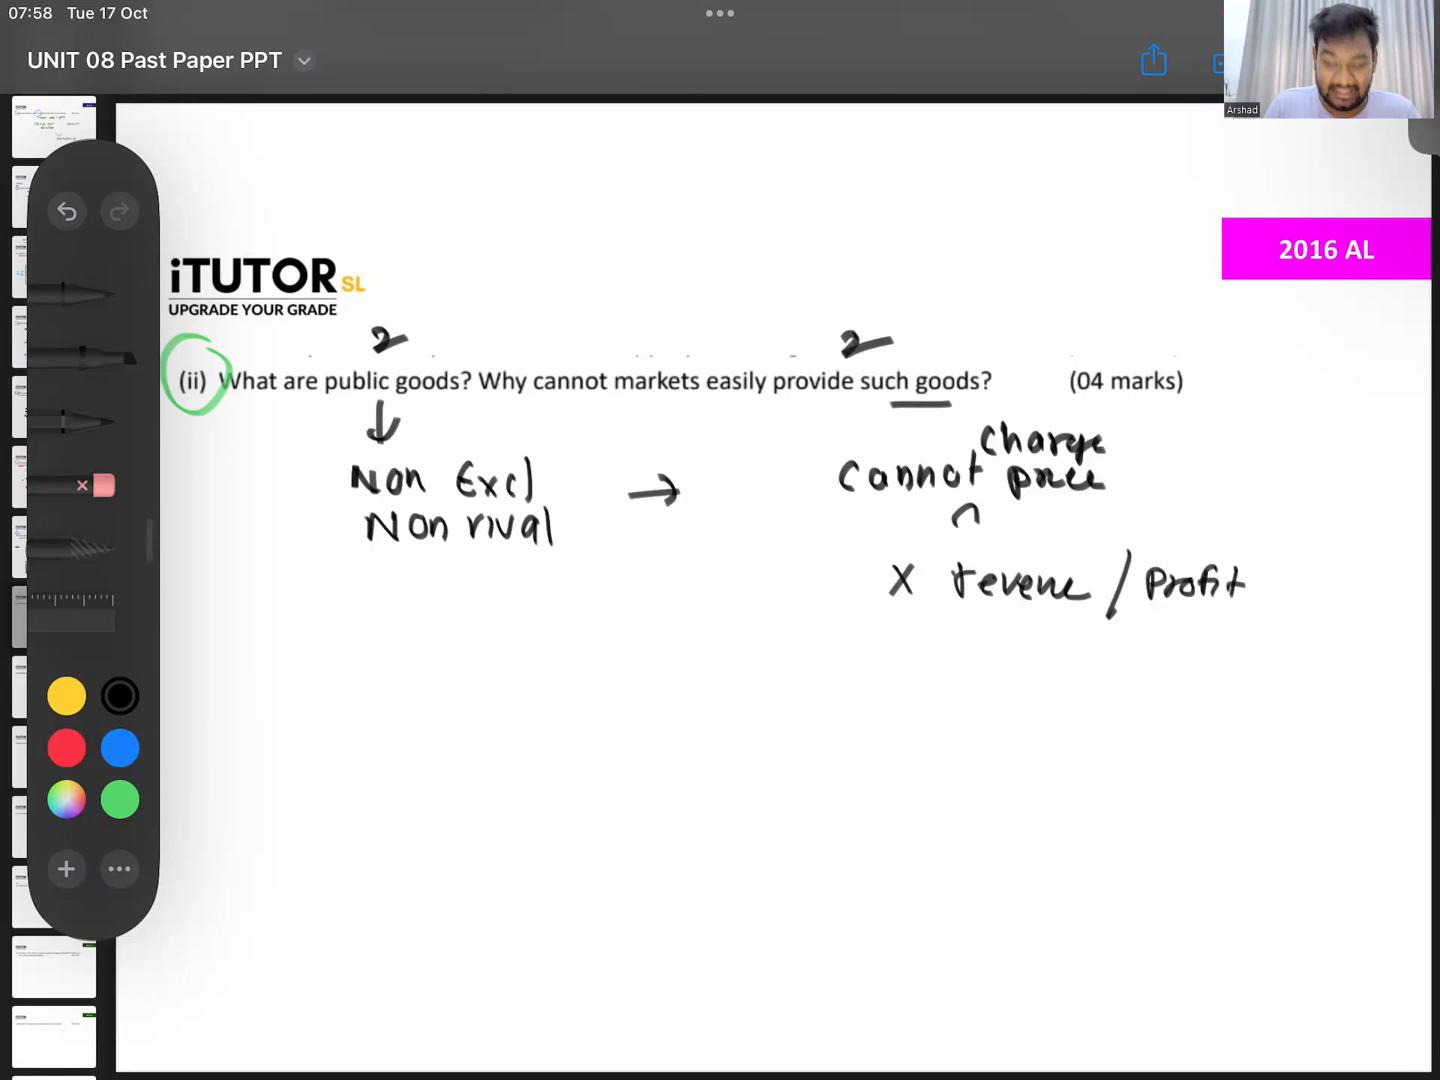 07:58 Tue 17 Oct
UNIT 08 Past Paper PPT
Arshad
2016 AL
iTUTOR SL
UPGRADE YOUR GRADE
2 2
(ii) What are public goods? Why cannot markets easily provide such goods? (04 marks)
charge
Non Excl → cannot price
Non rival
X revene / Profit